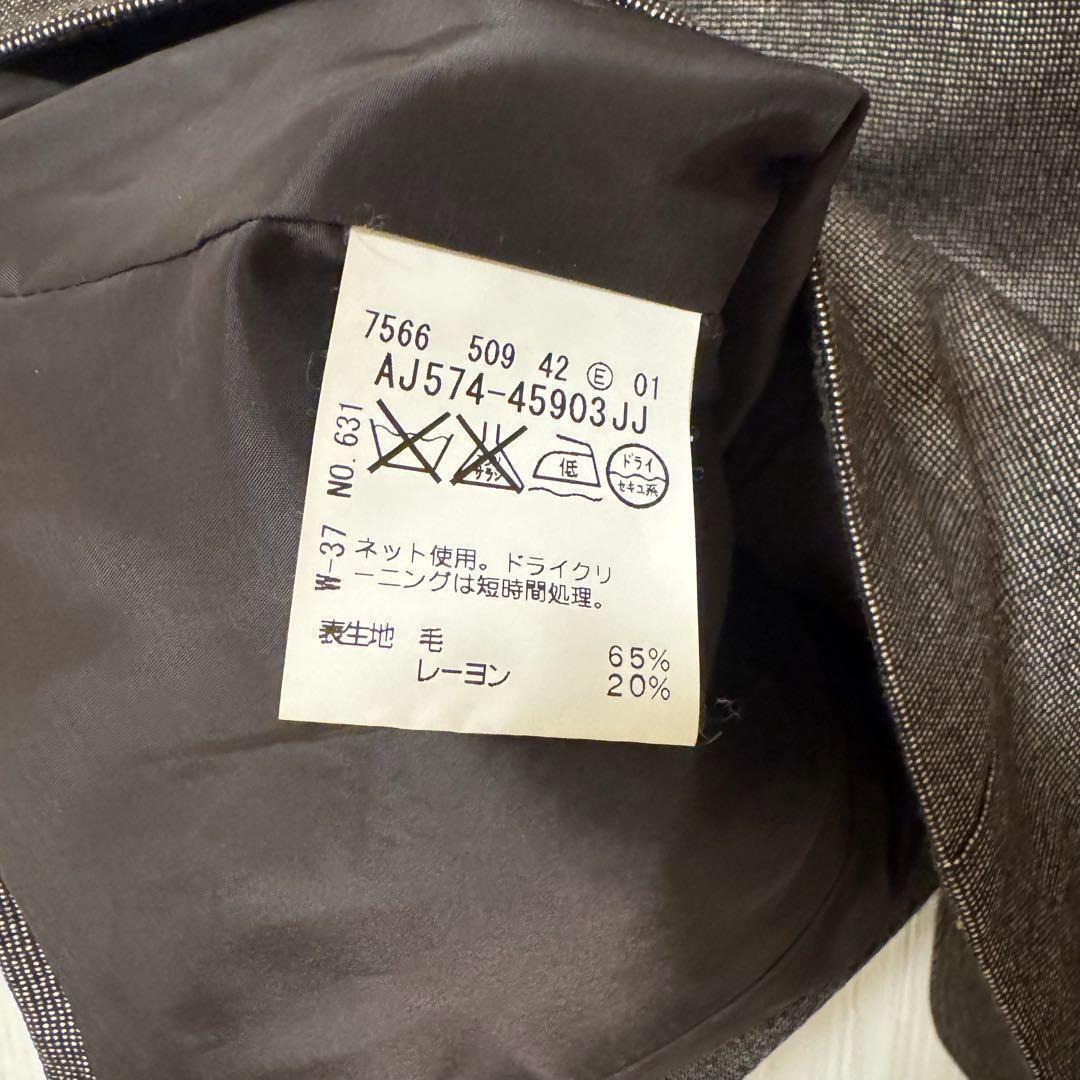 7566 509 42 Ⓔ 01
AJ574-45903JJ
低
ドライ
セキユ系
W-37 NO.631
ネット使用。ドライクリ
ーニングは短時間処理。
表生地 毛 65%
レーヨン 20%